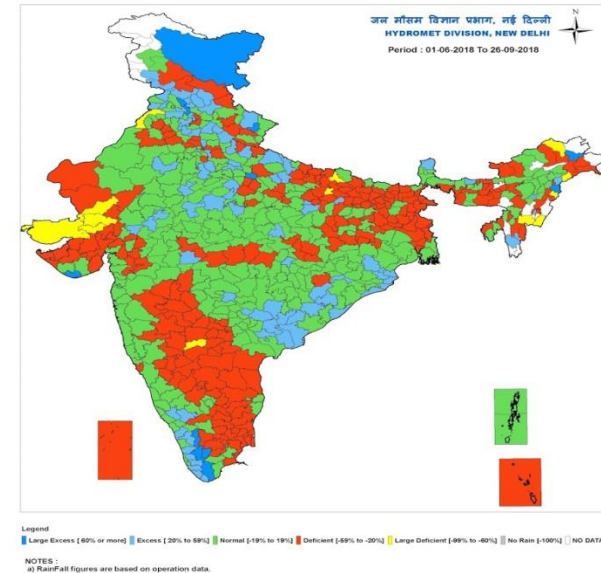 जल मौसम विज्ञान प्रभाग, नई दिल्ली
HYDROMET DIVISION, NEW DELHI
Period : 01-06-2018 To 26-09-2018
N
Legend
Large Excess [ 60% or more] Excess [ 20% to 59%] Normal [-19% to 19%] Deficient [-59% to -20%] Large Deficient [-99% to -60%] No Rain [-100%] NO DATA
NOTES :
a) RainFall figures are based on operation data.